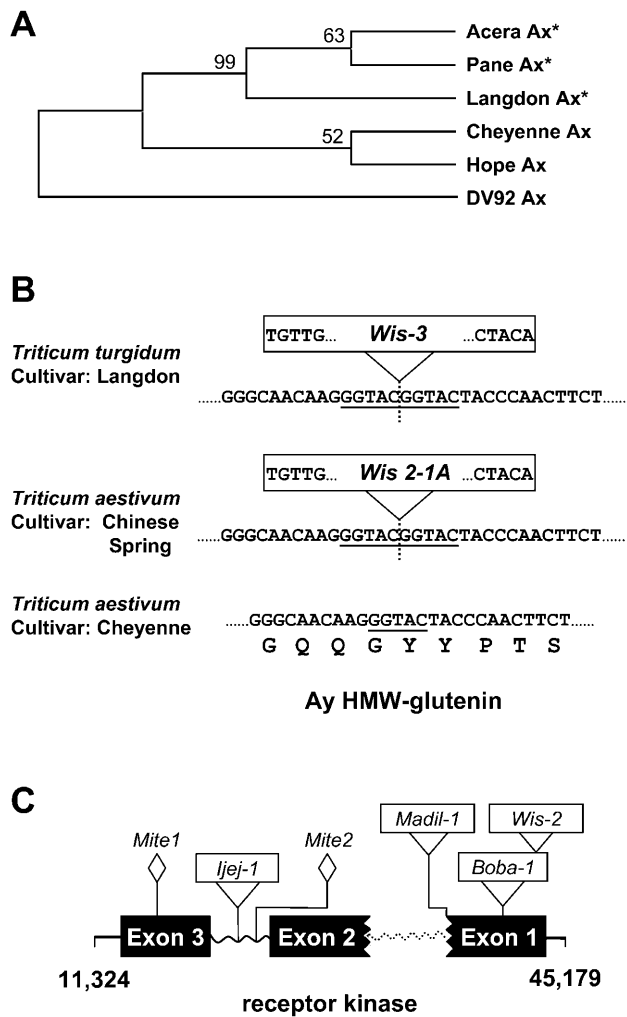 A
63
Acera Ax*
99
Pane Ax*
Langdon Ax*
52
Cheyenne Ax
Hope Ax
DV92 Ax
B
TGTTG... Wis-3 ...CTACA
Triticum turgidum
Cultivar: Langdon
......GGGCAACAAGGGTACGGTACTACCCAACTTCT......
TGTTG... Wis 2-1A ...CTACA
Triticum aestivum
Cultivar: Chinese
Spring
......GGGCAACAAGGGTACGGTACTACCCAACTTCT......
Triticum aestivum
Cultivar: Cheyenne
......GGGCAACAAGGGTACTACCCAACTTCT......
G Q Q G Y Y P T S
Ay HMW-glutenin
C
Mite1
Ijej-1
Mite2
Madil-1
Wis-2
Boba-1
Exon 3
Exon 2
Exon 1
11,324
45,179
receptor kinase